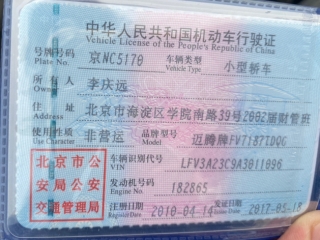 中华人民共和国机动车行驶证
Vehicle License of the People's Republic of China
号牌号码 京NC5170 车辆类型 小型轿车
Plate No. Vehicle Type
所有人 李庆远
Owner
住址 北京市海淀区学院南路39号2002届财管班
Address
使用性质 非营运 品牌型号 迈腾牌FV7187TDQG
Use Character Model
北京市公 车辆识别代号 LFV3A23C9A3011096
VIN
安局公安 发动机号码 182865
Engine No.
交通管理局 注册日期 2010-04-14 发证日期 2017-05-18
Register Date Issue Date